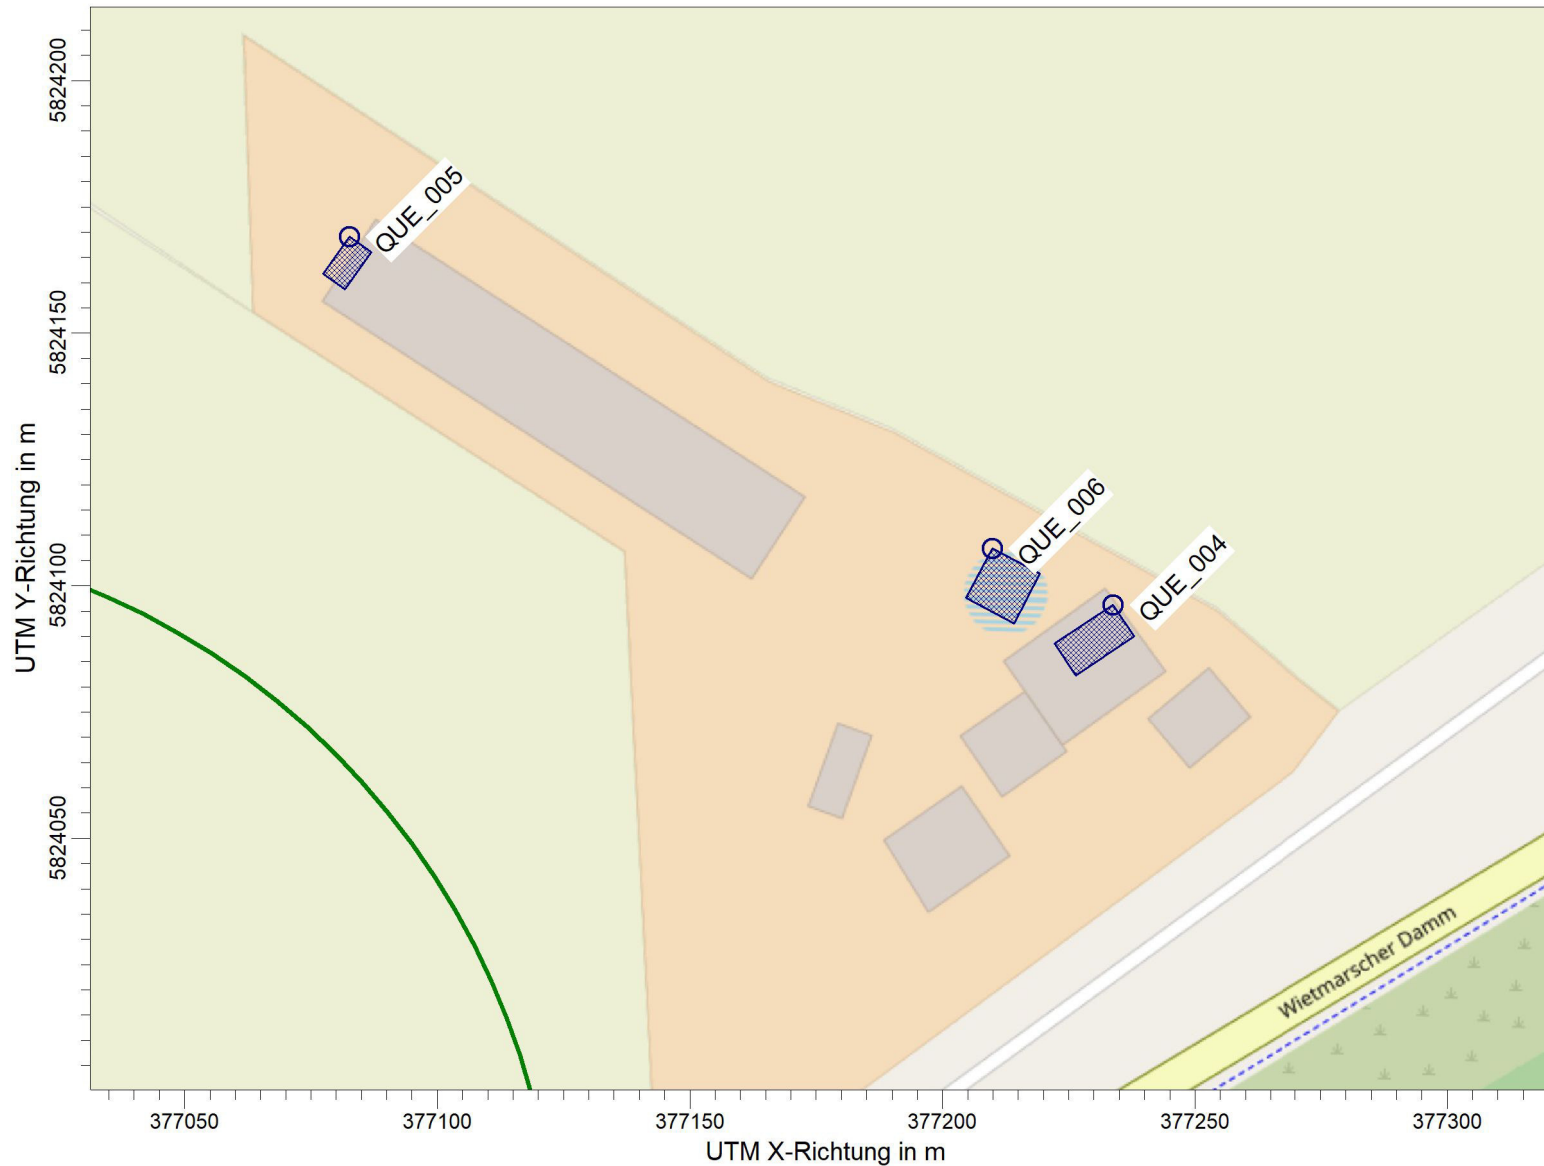 5824200
5824150
5824100
5824050
UTM Y-Richtung in m
QUE_005
QUE_006
QUE_004
Wietmarscher Damm
377050
377100
377150
377200
377250
377300
UTM X-Richtung in m